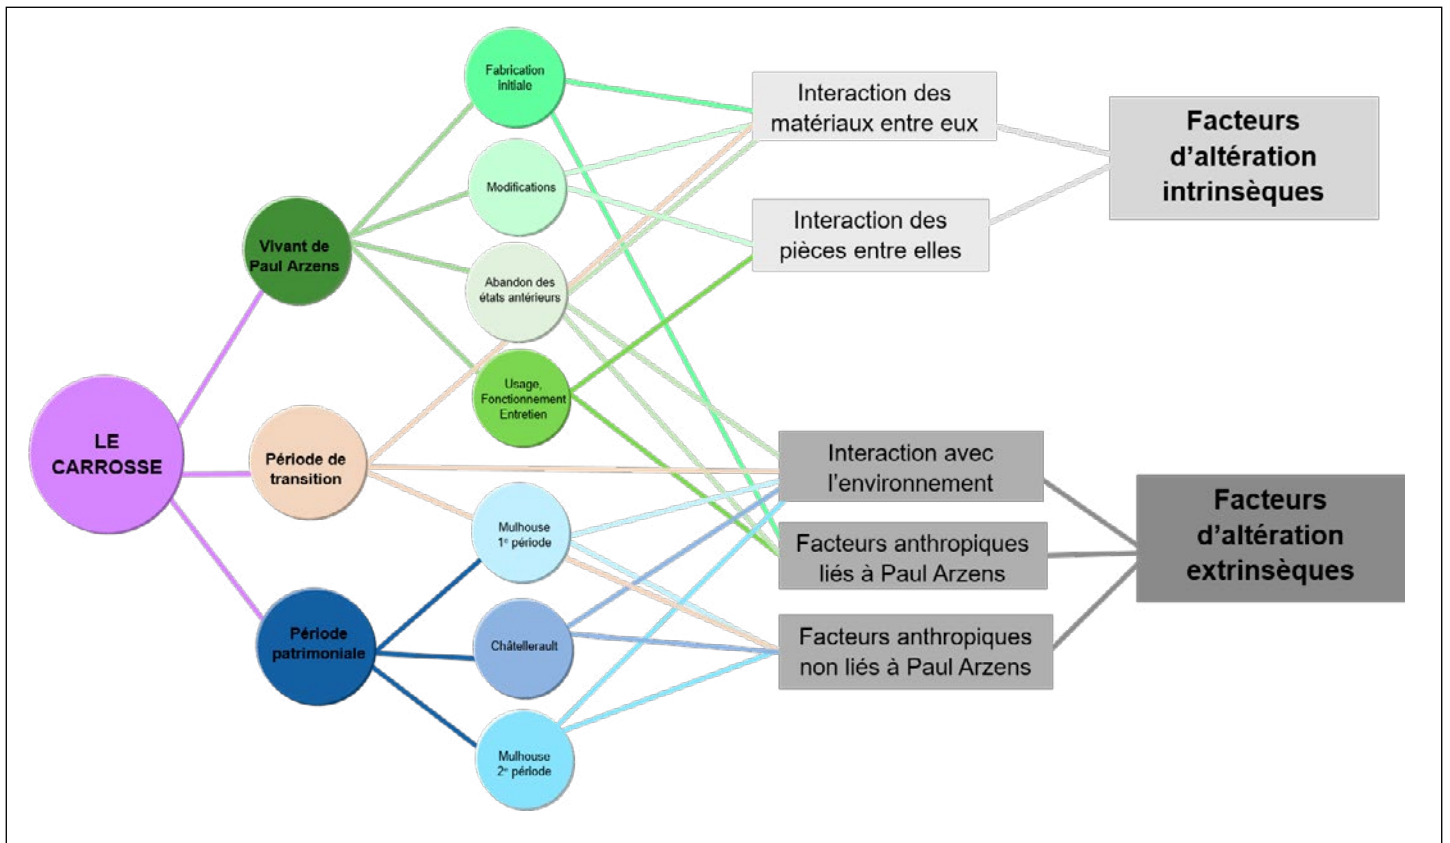 LE
CARROSSE
Vivant de
Paul Arzens
Période de
transition
Période
patrimoniale
Fabrication
Initiale
Modifications
Abandon des
états antérieurs
Usage,
Fonctionnement
Entretien
Mulhouse
1e période
Châtellerault
Mulhouse
2e période
Interaction des
matériaux entre eux
Interaction des
pièces entre elles
Interaction avec
l’environnement
Facteurs anthropiques
liés à Paul Arzens
Facteurs anthropiques
non liés à Paul Arzens
Facteurs
d’altération
intrinsèques
Facteurs
d’altération
extrinsèques